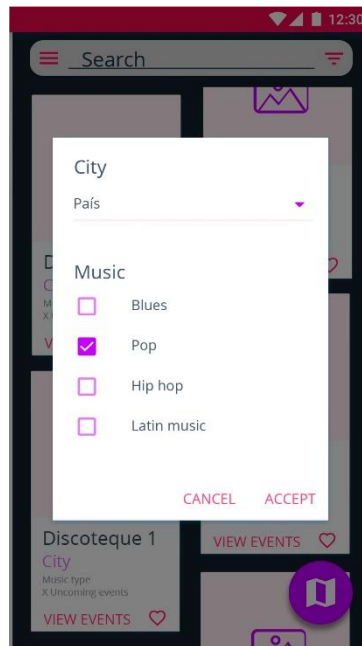 12:30
Search
City
País
Music
Blues
Pop
Hip hop
Latin music
CANCEL ACCEPT
Discoteque 1
City
Music type
X Uncoming events
VIEW EVENTS
VIEW EVENTS